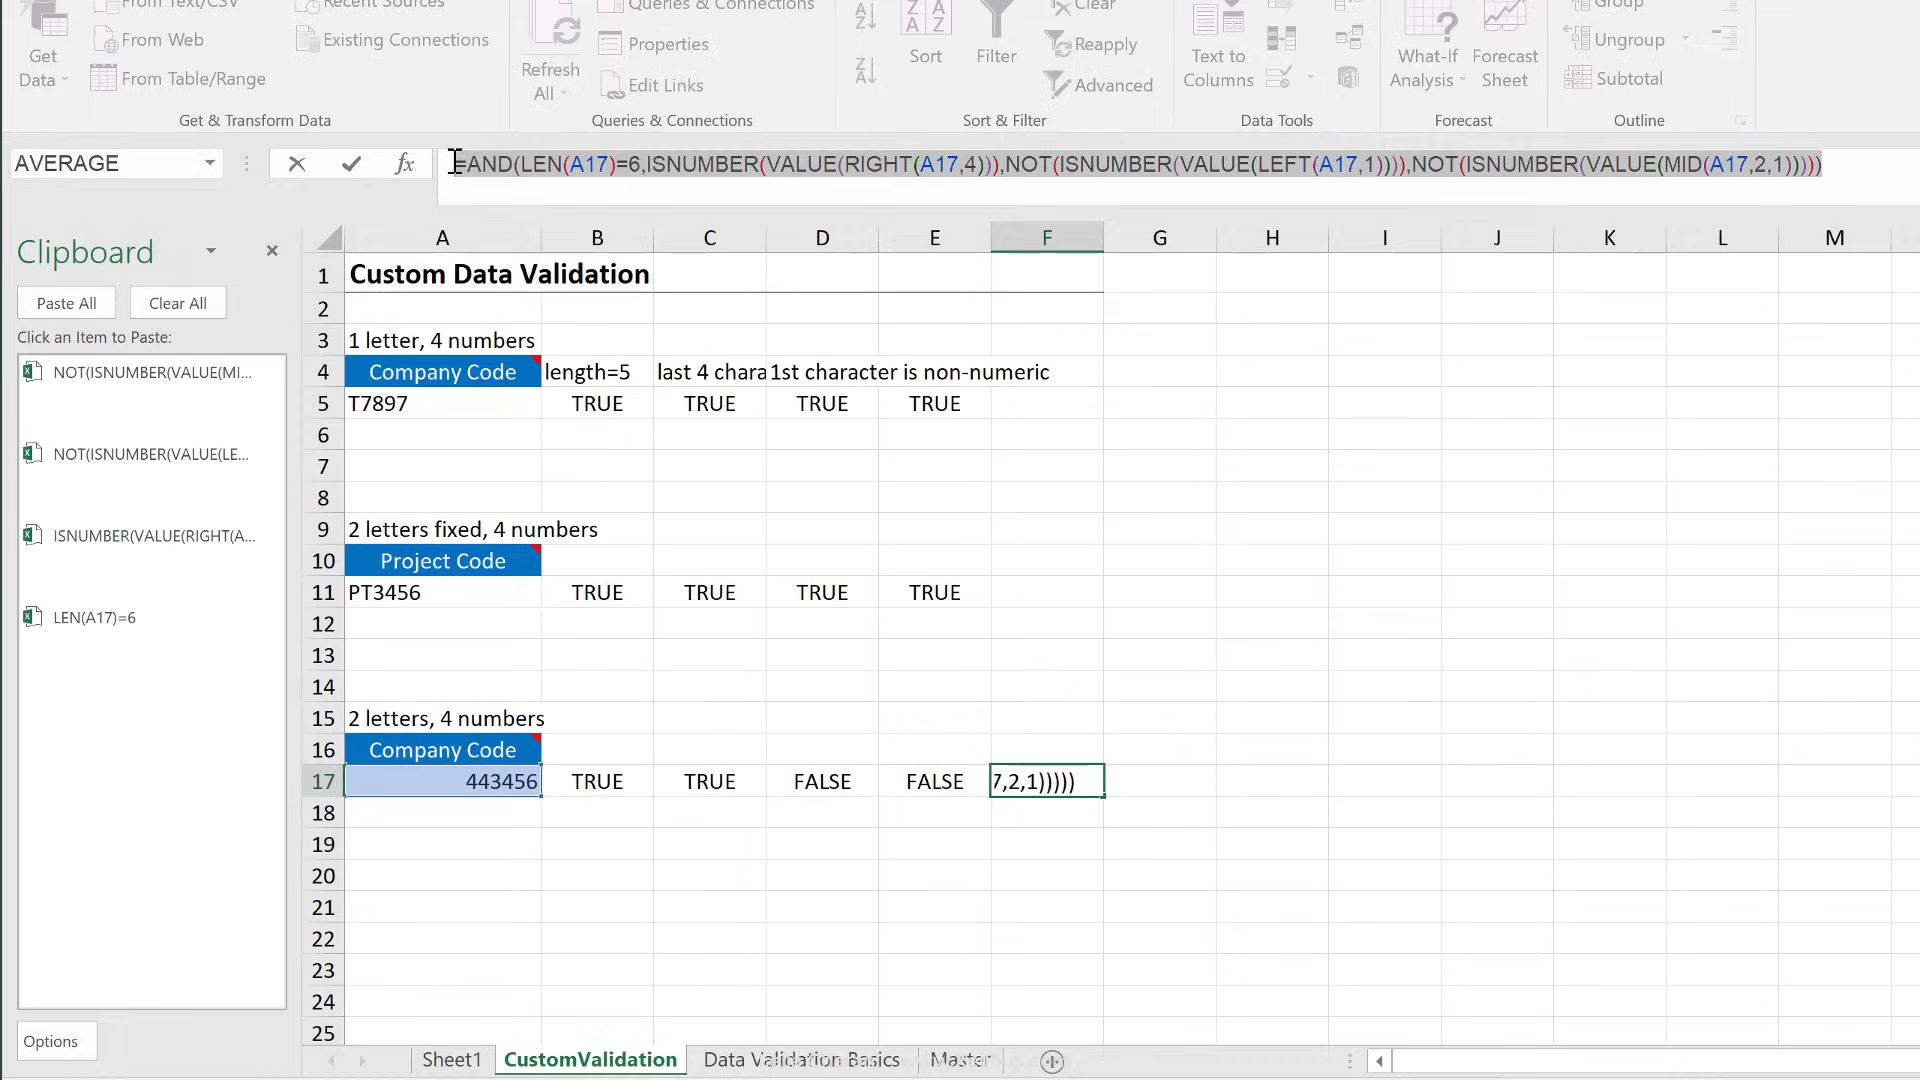 From Text/CSV
Recent Sources
Queries & Connections
Clear
Group
From Web
Existing Connections
Properties
Reapply
Ungroup
Get Data
From Table/Range
Refresh All
Edit Links
Sort
Filter
Advanced
Text to Columns
What-If Analysis
Forecast Sheet
Subtotal
Get & Transform Data
Queries & Connections
Sort & Filter
Data Tools
Forecast
Outline
AVERAGE
fx
=AND(LEN(A17)=6,ISNUMBER(VALUE(RIGHT(A17,4))),NOT(ISNUMBER(VALUE(LEFT(A17,1)))),NOT(ISNUMBER(VALUE(MID(A17,2,1)))))
Clipboard
Paste All
Clear All
Click an Item to Paste:
NOT(ISNUMBER(VALUE(MI...
NOT(ISNUMBER(VALUE(LE...
ISNUMBER(VALUE(RIGHT(A...
LEN(A17)=6
Options
A B C D E F G H I J K L M
1 Custom Data Validation
2
3 1 letter, 4 numbers
4 Company Code length=5 last 4 chara 1st character is non-numeric
5 T7897 TRUE TRUE TRUE TRUE
6
7
8
9 2 letters fixed, 4 numbers
10 Project Code
11 PT3456 TRUE TRUE TRUE TRUE
12
13
14
15 2 letters, 4 numbers
16 Company Code
17 443456 TRUE TRUE FALSE FALSE 7,2,1)))))
18
19
20
21
22
23
24
25
Sheet1 CustomValidation Data Validation Basics Master